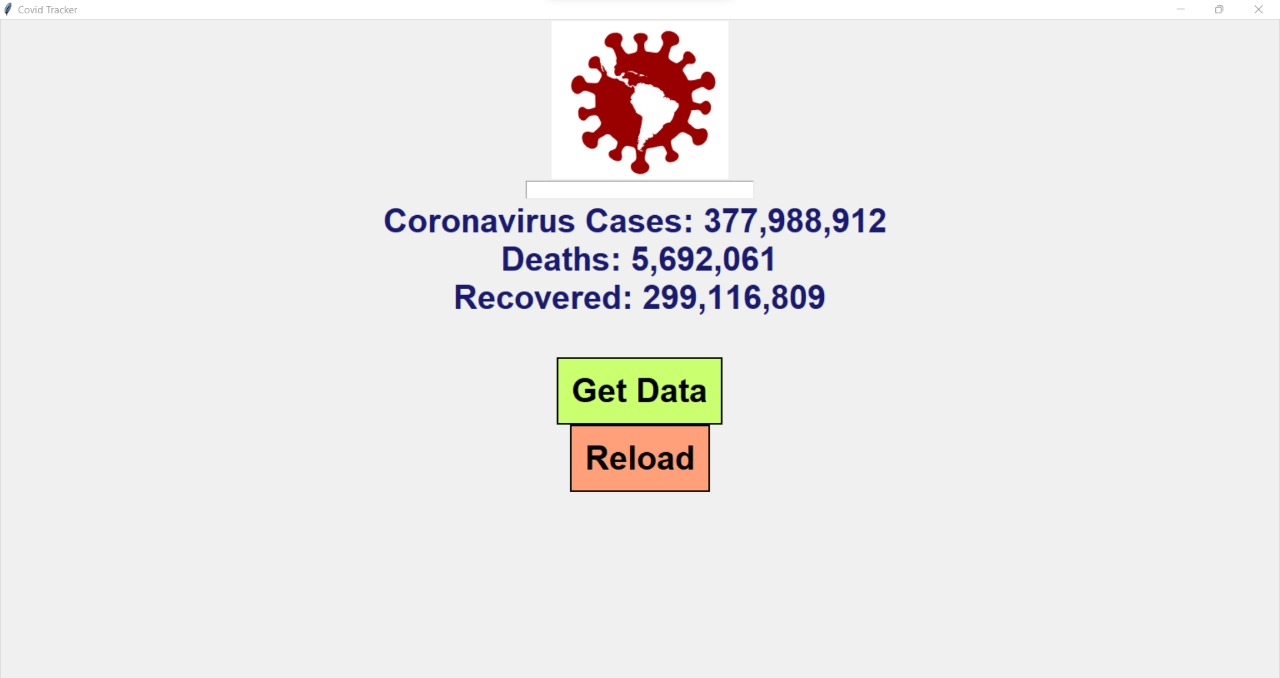 Covid Tracker
Coronavirus Cases: 377,988,912
Deaths: 5,692,061
Recovered: 299,116,809
Get Data
Reload